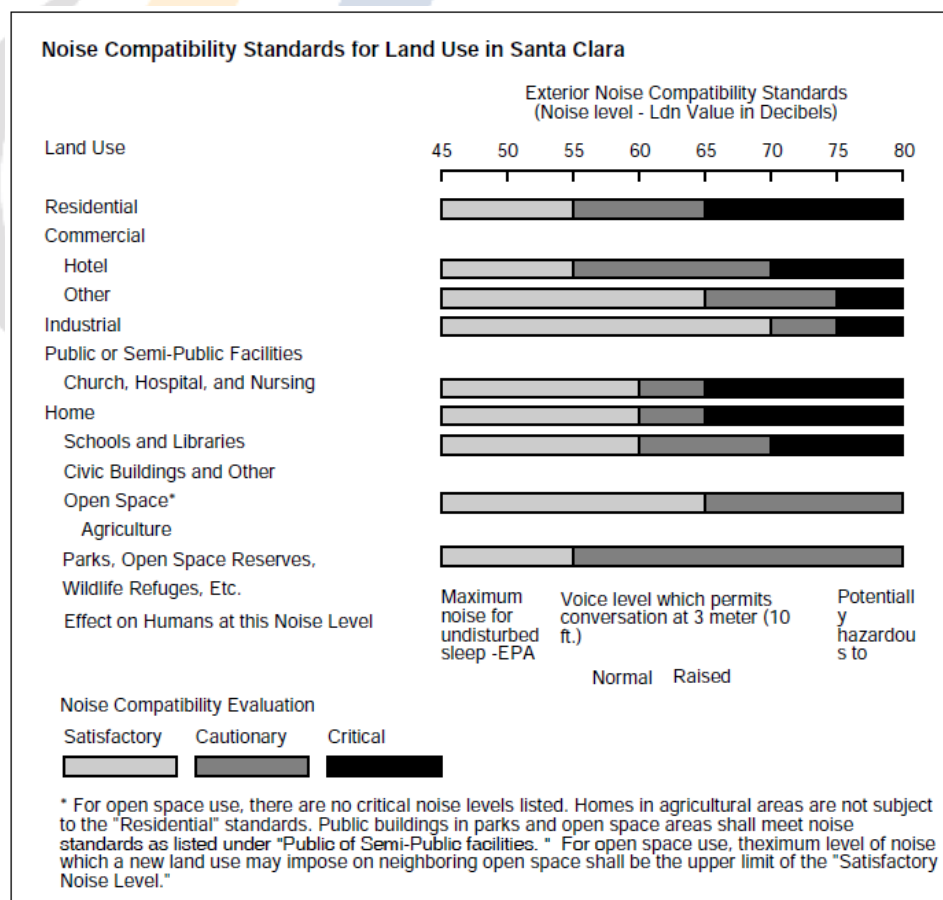 Noise Compatibility Standards for Land Use in Santa Clara
Exterior Noise Compatibility Standards
(Noise level - Ldn Value in Decibels)
Land Use
45 50 55 60 65 70 75 80
Residential
Commercial
Hotel
Other
Industrial
Public or Semi-Public Facilities
Church, Hospital, and Nursing
Home
Schools and Libraries
Civic Buildings and Other
Open Space*
Agriculture
Parks, Open Space Reserves,
Wildlife Refuges, Etc.
Effect on Humans at this Noise Level
Maximum
noise for
undisturbed
sleep -EPA
Voice level which permits
conversation at 3 meter (10
ft.)
Normal Raised
Potentiall
y
hazardou
s to
Noise Compatibility Evaluation
Satisfactory Cautionary Critical
* For open space use, there are no critical noise levels listed. Homes in agricultural areas are not subject
to the "Residential" standards. Public buildings in parks and open space areas shall meet noise
standards as listed under "Public of Semi-Public facilities. " For open space use, theximum level of noise
which a new land use may impose on neighboring open space shall be the upper limit of the "Satisfactory
Noise Level."